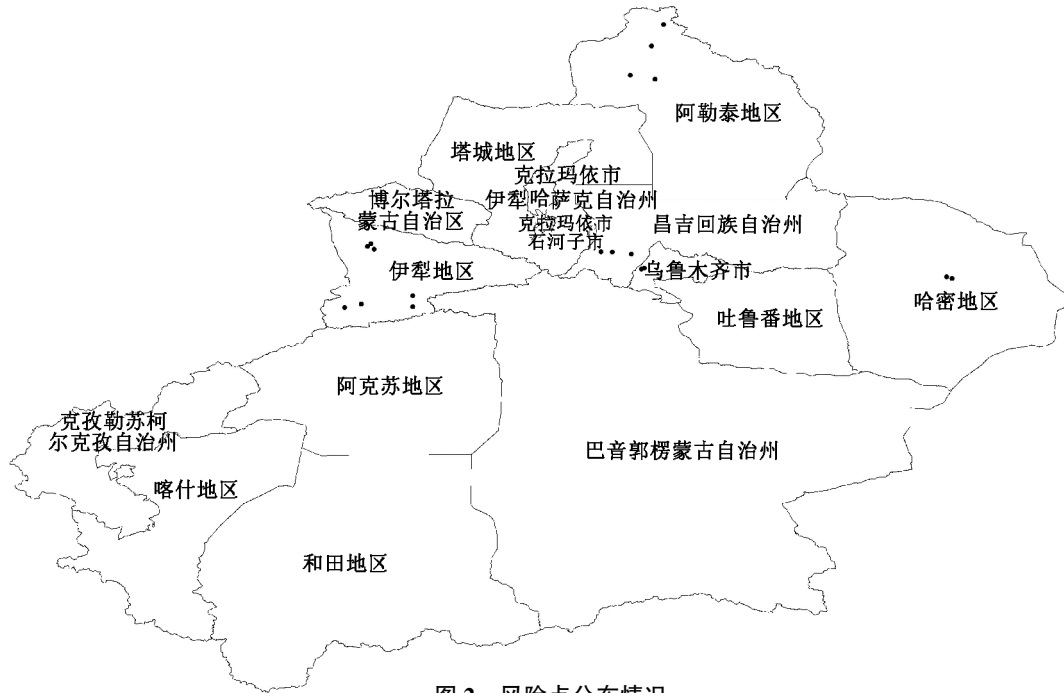 阿勒泰地区
塔城地区
克拉玛依市
博尔塔拉
蒙古自治区
伊犁哈萨克自治州
克拉玛依市
石河子市
昌吉回族自治州
伊犁地区
乌鲁木齐市
哈密地区
吐鲁番地区
阿克苏地区
克孜勒苏柯
尔克孜自治州
巴音郭楞蒙古自治州
喀什地区
和田地区
图2 风险点分布情况